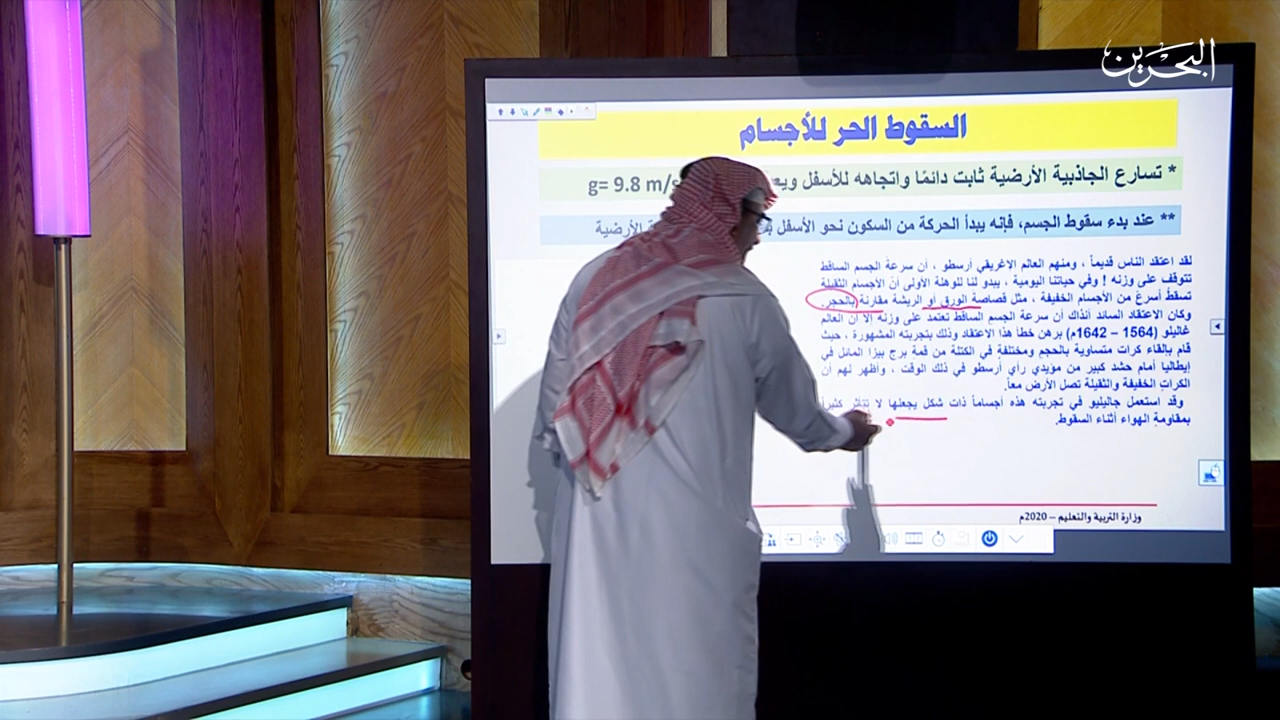 البحرين
السقوط الحر للأجسام
* تسارع الجاذبية الأرضية ثابت دائمًا واتجاهه للأسفل g= 9.8 m/s
** عند بدء سقوط الجسم، فإنه يبدأ الحركة من السكون نحو الأسفل الأرضية
لقد اعتقد الناس قديماً ، ومنهم العالم الاغريقي أرسطو ، أن سرعة الجسم الساقط
تتوقف على وزنه ! وفي حياتنا اليومية ، يبدو لنا للوهلة الأولى أنّ الأجسام الثقيلة
تسقطُ أسرعَ من الأجسام الخفيفة ، مثل قصاصة الورق أو الريشة مقارنة بالحجر.
وكان الاعتقاد السائد آنذاك أن سرعة الجسم الساقط تعتمد على وزنه إلا أن العالم
غاليلو (1564 – 1642م) برهن خطأ هذا الاعتقاد وذلك بتجربته المشهورة ، حيث
قام بإلقاء كرات متساوية بالحجم ومختلفةٍ في الكتلة من قمةِ برج بيزا المائل في
إيطاليا أمام حشد كبير من مؤيدي رأي أرسطو في ذلك الوقت ، وأظهر لهم أن
الكراتِ الخفيفة والثقيلة تصل الأرض معاً.
وقد استعمل جاليليو في تجربته هذه أجساماً ذات شكل يجعلها لا تتأثر كثيراً
بمقاومةِ الهواء أثناء السقوط.
وزارة التربية والتعليم – 2020م